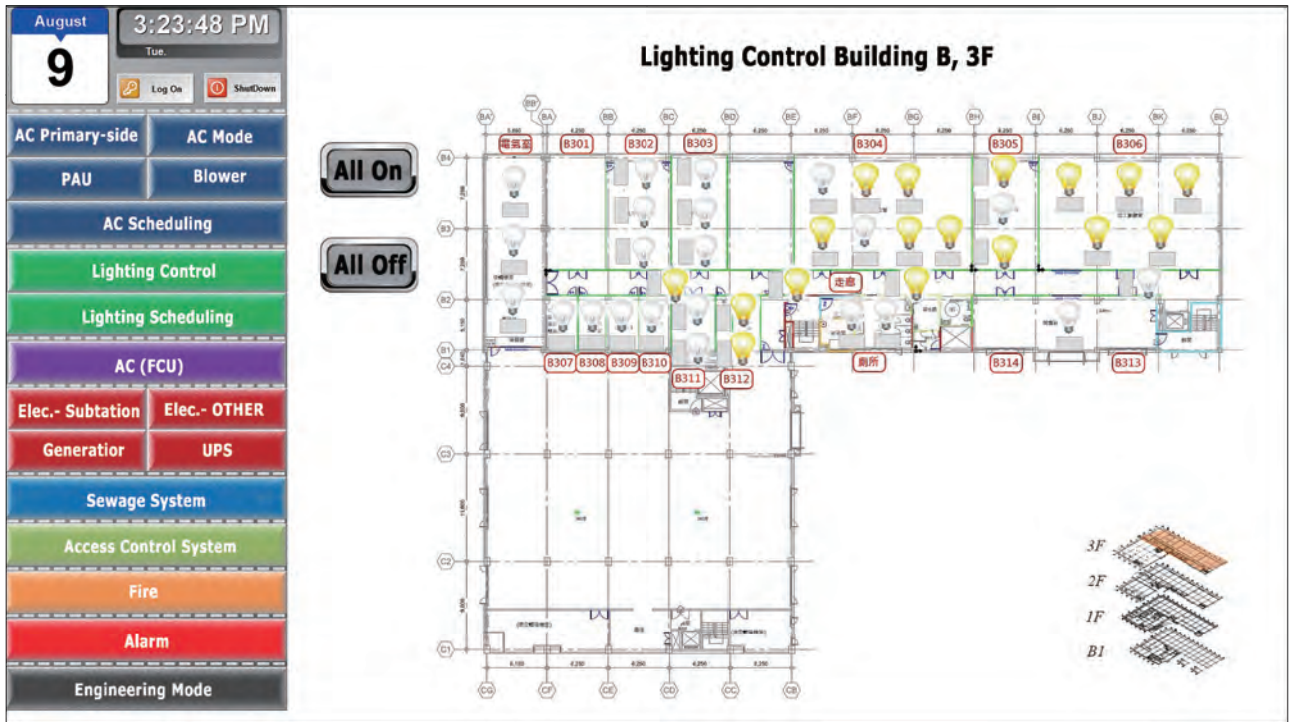 August
9
3:23:48 PM
Tue.
Log On
ShutDown
AC Primary-side
AC Mode
PAU
Blower
AC Scheduling
Lighting Control
Lighting Scheduling
AC (FCU)
Elec.- Subtation
Elec.- OTHER
Generatior
UPS
Sewage System
Access Control System
Fire
Alarm
Engineering Mode
Lighting Control Building B, 3F
All On
All Off
BB'
BA' BA BB BC BD BE BF BG BH BI BJ BK BL
電氣室 B301 B302 B303 B304 B305 B306
B4
B3
B2
走廊
B1
B307 B308 B309 B310 B311 B312 廁所 B314 B313
C4
C3
C2
C1
CG CF CE CD CC CB
3F
2F
1F
B1